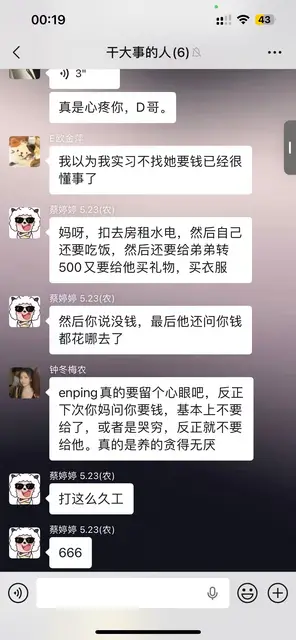 00:19
43
干大事的人(6)
3"
真是心疼你，D哥。
E欧金萍
我以为我实习不找她要钱已经很
懂事了
蔡婷婷 5.23(农)
妈呀，扣去房租水电，然后自己
还要吃饭，然后还要给弟弟转
500又要给他买礼物，买衣服
蔡婷婷 5.23(农)
然后你说没钱，最后他还问你钱
都花哪去了
钟冬梅农
enping真的要留个心眼吧，反正
下次你妈问你要钱，基本上不要
给了，或者是哭穷，反正就不要
给他。真的是养的贪得无厌
蔡婷婷 5.23(农)
打这么久工
蔡婷婷 5.23(农)
666